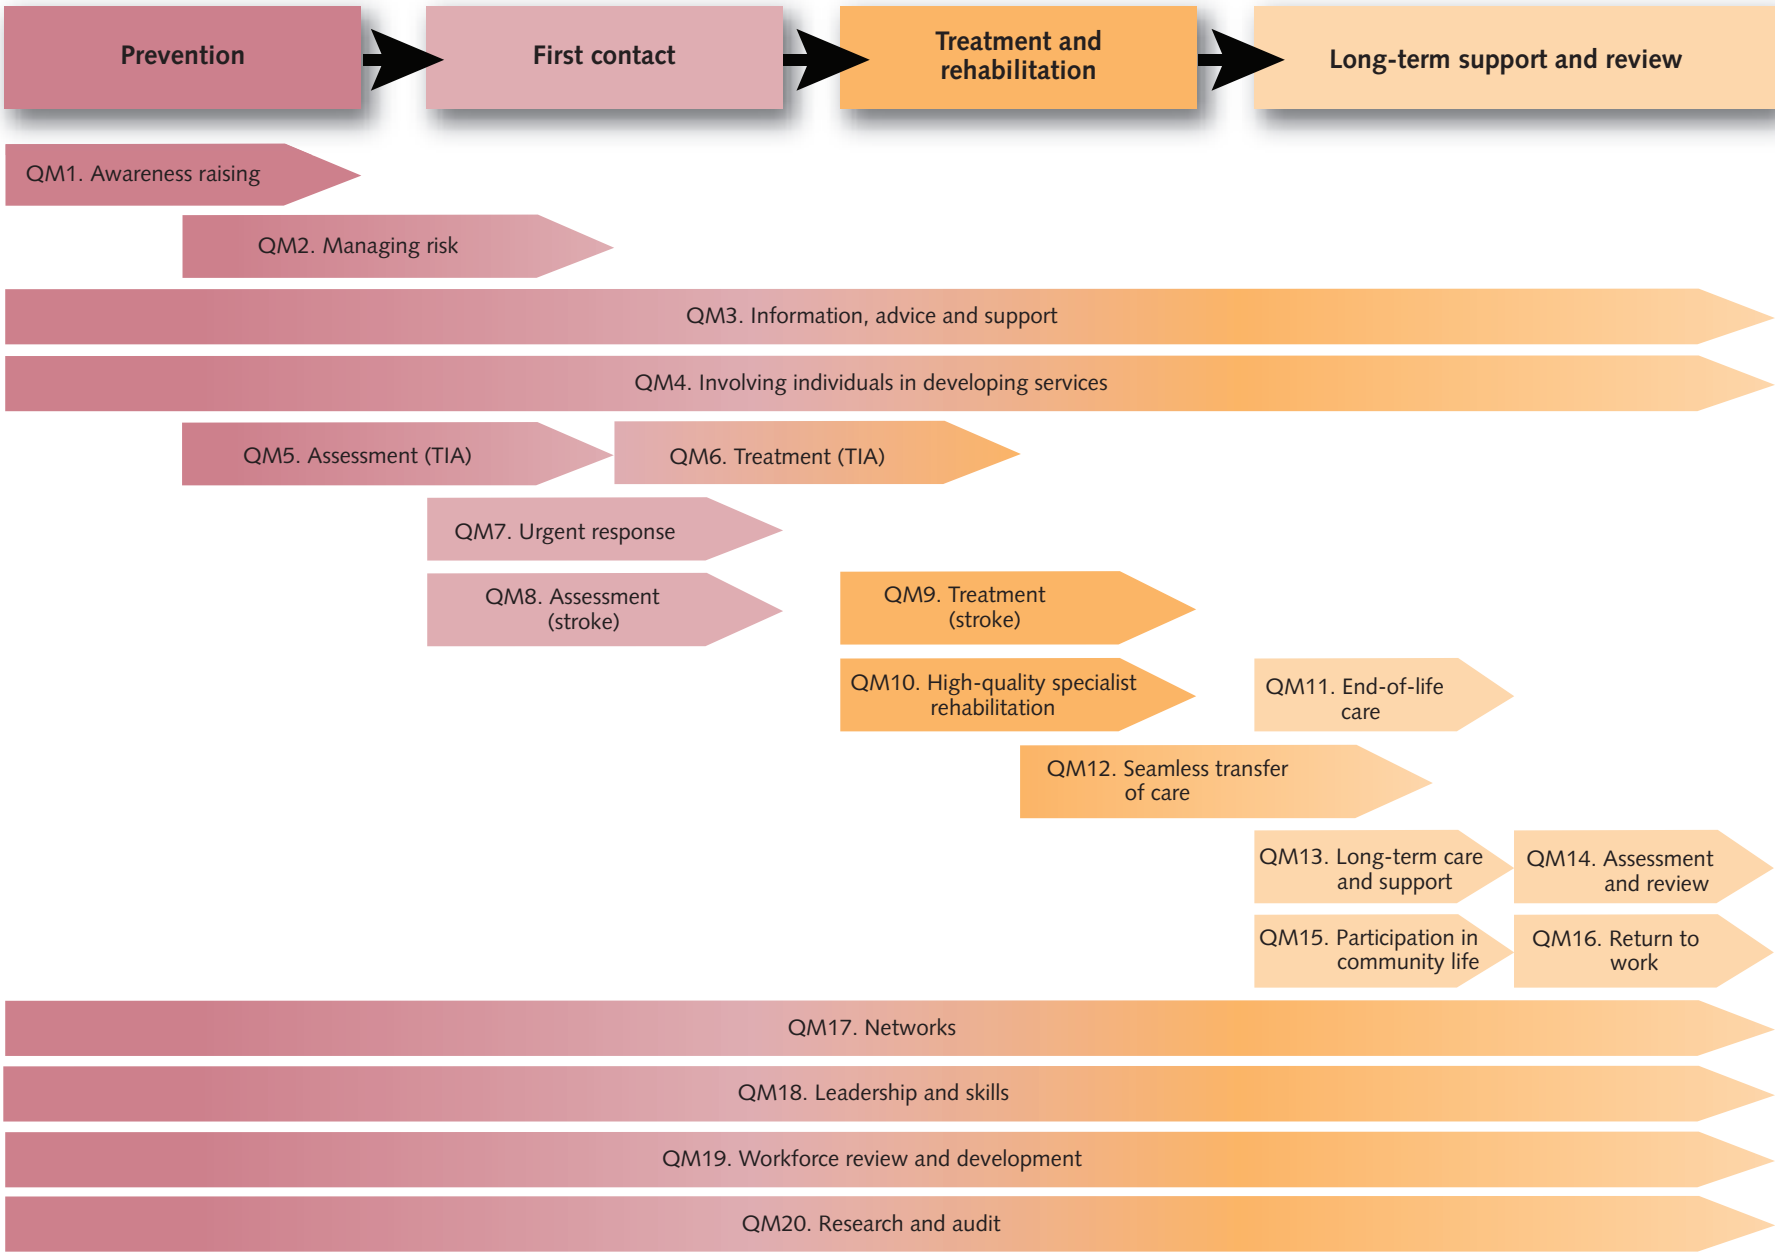 Prevention
First contact
Treatment and
rehabilitation
Long-term support and review
QM1. Awareness raising
QM2. Managing risk
QM3. Information, advice and support
QM4. Involving individuals in developing services
QM5. Assessment (TIA)
QM6. Treatment (TIA)
QM7. Urgent response
QM8. Assessment
(stroke)
QM9. Treatment
(stroke)
QM10. High-quality specialist
rehabilitation
QM11. End-of-life
care
QM12. Seamless transfer
of care
QM13. Long-term care
and support
QM14. Assessment
and review
QM15. Participation in
community life
QM16. Return to
work
QM17. Networks
QM18. Leadership and skills
QM19. Workforce review and development
QM20. Research and audit